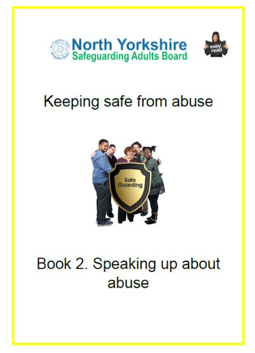 North Yorkshire
Safeguarding Adults Board
easy
read
Keeping safe from abuse
Safe
Guarding
Book 2. Speaking up about
abuse